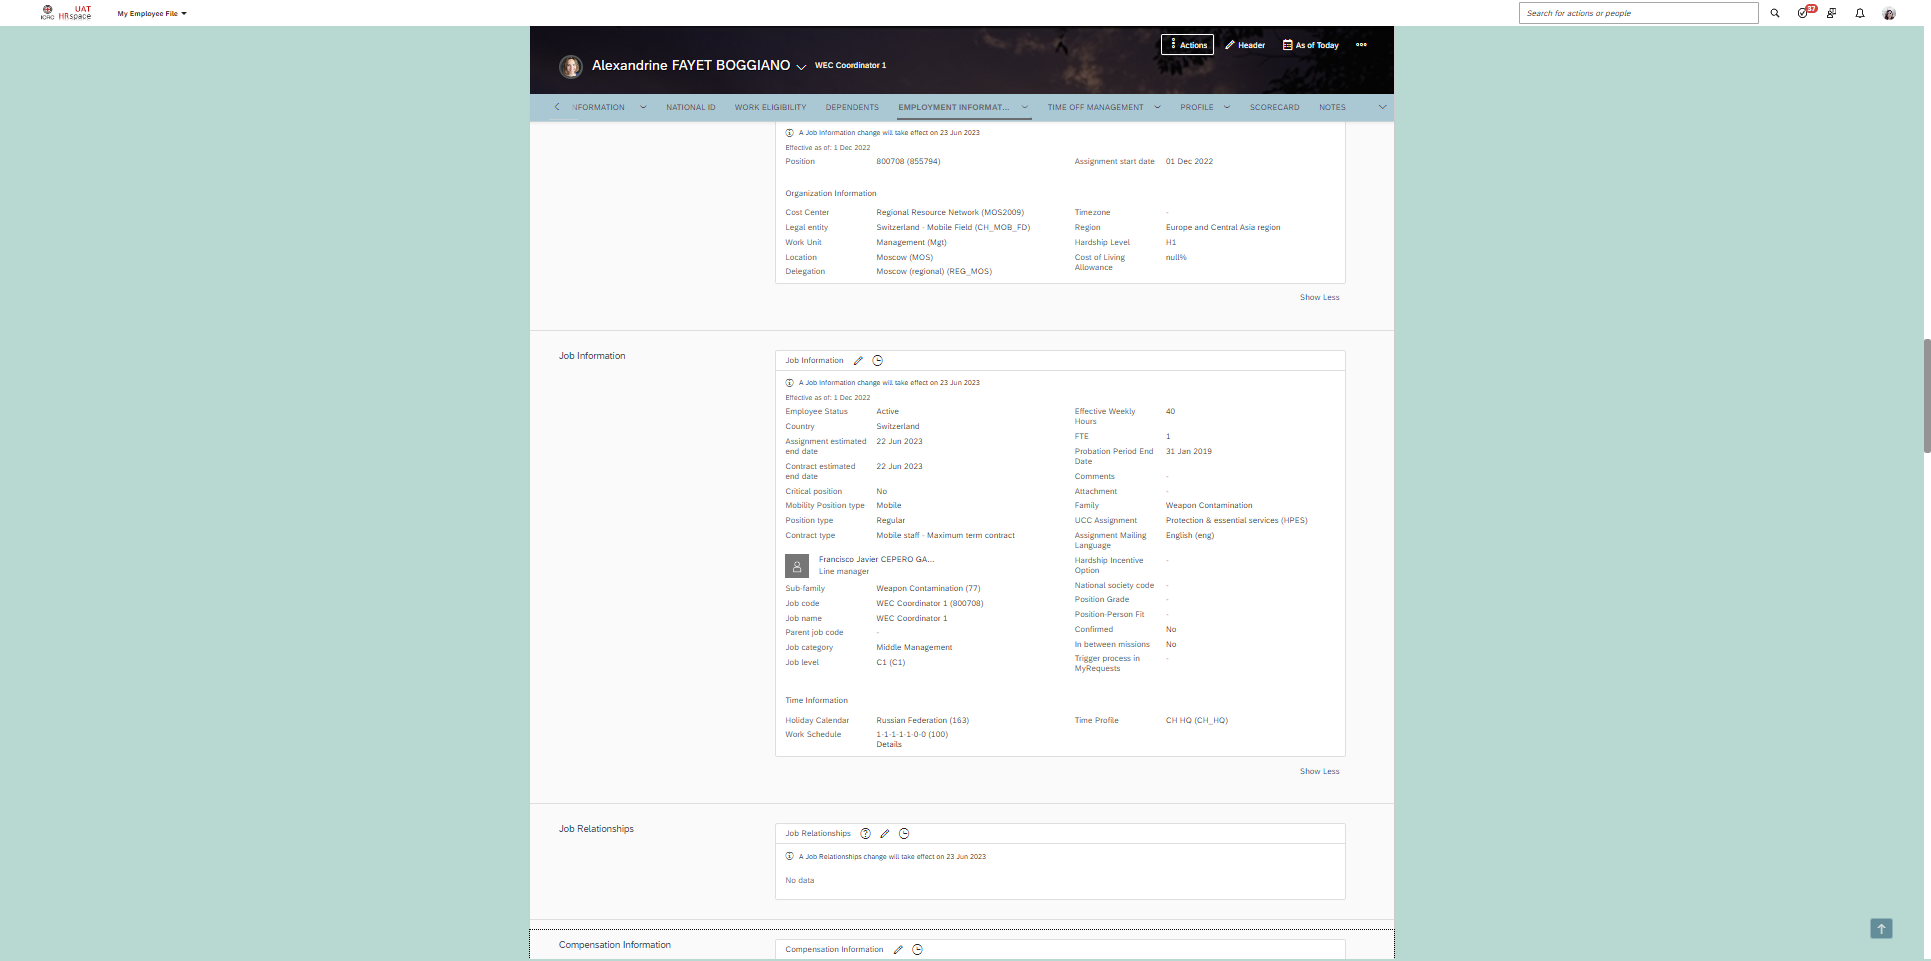 ICRC UAT HRspace My Employee File Search for actions or people 37
Actions Header As of Today
Alexandrine FAYET BOGGIANO WEC Coordinator 1
NFORMATION NATIONAL ID WORK ELIGIBILITY DEPENDENTS EMPLOYMENT INFORMAT... TIME OFF MANAGEMENT PROFILE SCORECARD NOTES
A Job Information change will take effect on 23 Jun 2023
Effective as of: 1 Dec 2022
Position 800708 (855794) Assignment start date 01 Dec 2022
Organization Information
Cost Center Regional Resource Network (MOS2009) Timezone -
Legal entity Switzerland - Mobile Field (CH_MOB_FD) Region Europe and Central Asia region
Work Unit Management (Mgt) Hardship Level H1
Location Moscow (MOS) Cost of Living null%
Allowance
Delegation Moscow (regional) (REG_MOS)
Show Less
Job Information
Job Information
A Job Information change will take effect on 23 Jun 2023
Effective as of: 1 Dec 2022
Employee Status Active
Country Switzerland
Assignment estimated 22 Jun 2023
end date
Contract estimated 22 Jun 2023
end date
Critical position No
Mobility Position type Mobile
Position type Regular
Contract type Mobile staff - Maximum term contract
Francisco Javier CEPERO GA...
Line manager
Sub-family Weapon Contamination (77)
Job code WEC Coordinator 1 (800708)
Job name WEC Coordinator 1
Parent job code -
Job category Middle Management
Job level C1 (C1)
Effective Weekly 40
Hours
FTE 1
Probation Period End 31 Jan 2019
Date
Comments -
Attachment -
Family Weapon Contamination
UCC Assignment Protection & essential services (HPES)
Assignment Mailing English (eng)
Language
Hardship Incentive -
Option
National society code -
Position Grade -
Position-Person Fit -
Confirmed No
In between missions No
Trigger process in -
MyRequests
Time Information
Holiday Calendar Russian Federation (163) Time Profile CH HQ (CH_HQ)
Work Schedule 1-1-1-1-1-0-0 (100)
Details
Show Less
Job Relationships
Job Relationships
A Job Relationships change will take effect on 23 Jun 2023
No data
Compensation Information
Compensation Information